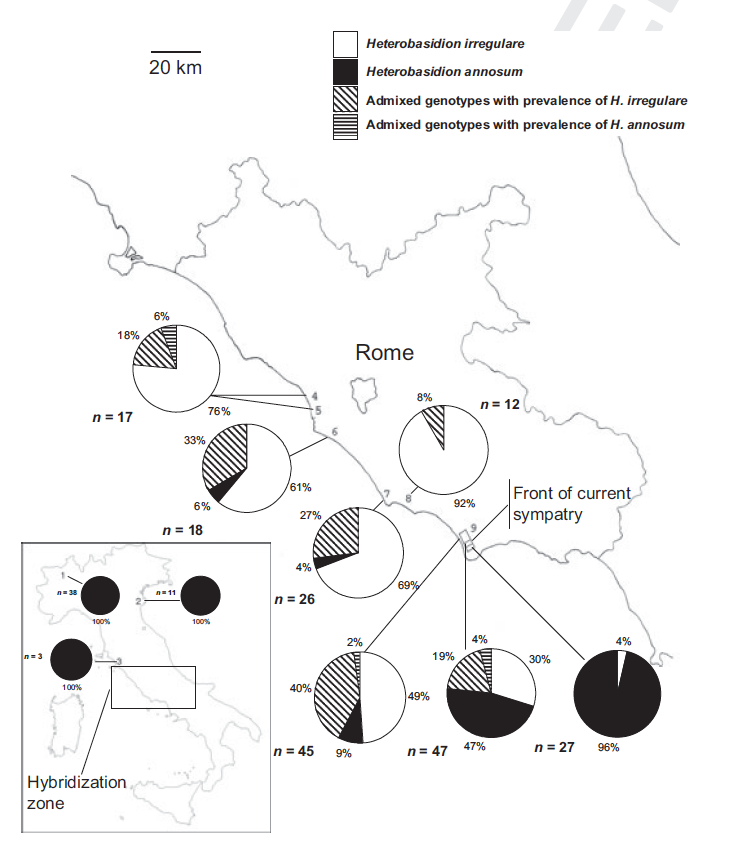 20 km
Heterobasidion irregulare
Heterobasidion annosum
Admixed genotypes with prevalence of H. irregulare
Admixed genotypes with prevalence of H. annosum
6%
18%
n = 17
76%
4
5
Rome
8%
n = 12
92%
33%
6
61%
6%
n = 18
7
8
27%
4%
69%
n = 26
Front of current
sympatry
9
1
n = 38
100%
2
n = 11
100%
n = 3
3
100%
Hybridization
zone
2%
40%
49%
9%
n = 45
4%
19%
30%
47%
n = 47
4%
96%
n = 27